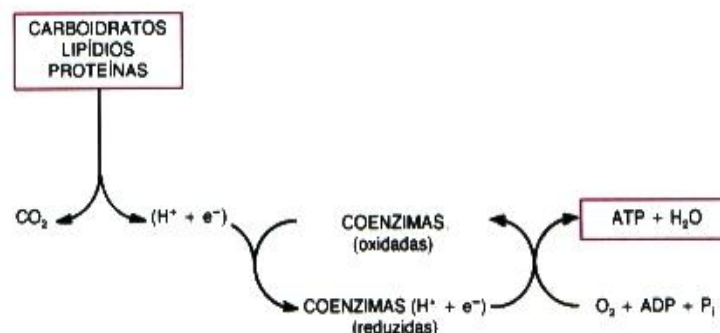 CARBOIDRATOS
LIPÍDIOS
PROTEÍNAS
CO₂
(H⁺ + e⁻)
COENZIMAS
(oxidadas)
ATP + H₂O
COENZIMAS (H⁺ + e⁻)
(reduzidas)
O₂ + ADP + Pᵢ